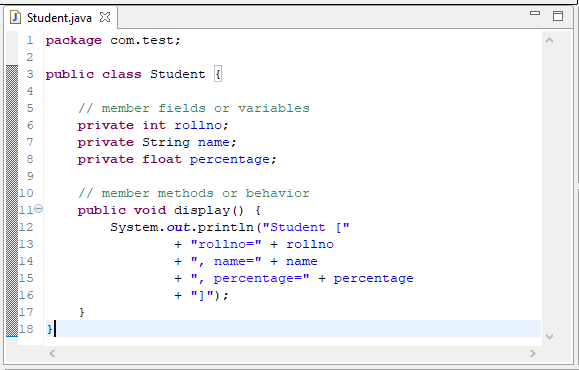 Student.java
1 package com.test;
2
3 public class Student {
4
5     // member fields or variables
6     private int rollno;
7     private String name;
8     private float percentage;
9
10     // member methods or behavior
11     public void display() {
12         System.out.println("Student ["
13                 + "rollno=" + rollno
14                 + ", name=" + name
15                 + ", percentage=" + percentage
16                 + "]");
17     }
18 }